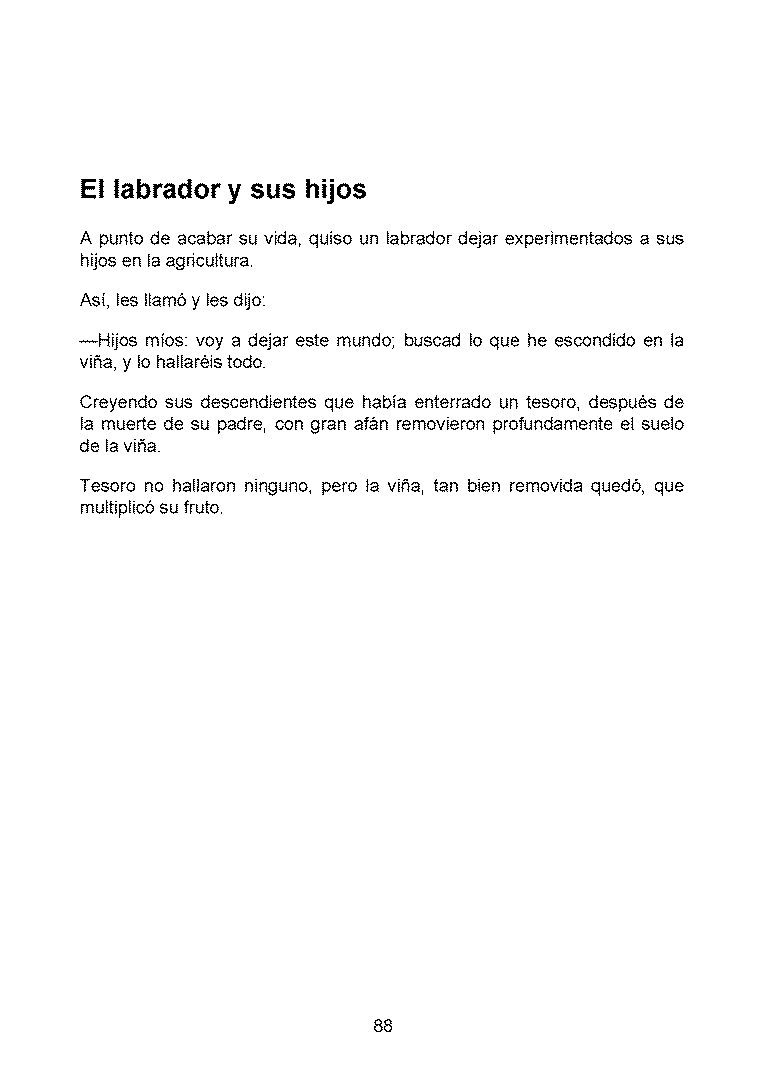 El labrador y sus hijos
A punto de acabar su vida, quiso un labrador dejar experimentados a sus
hijos en la agricultura.
Así, les llamó y les dijo:
—Hijos míos: voy a dejar este mundo; buscad lo que he escondido en la
viña, y lo hallaréis todo.
Creyendo sus descendientes que había enterrado un tesoro, después de
la muerte de su padre, con gran afán removieron profundamente el suelo
de la viña.
Tesoro no hallaron ninguno, pero la viña, tan bien removida quedó, que
multiplicó su fruto.
88